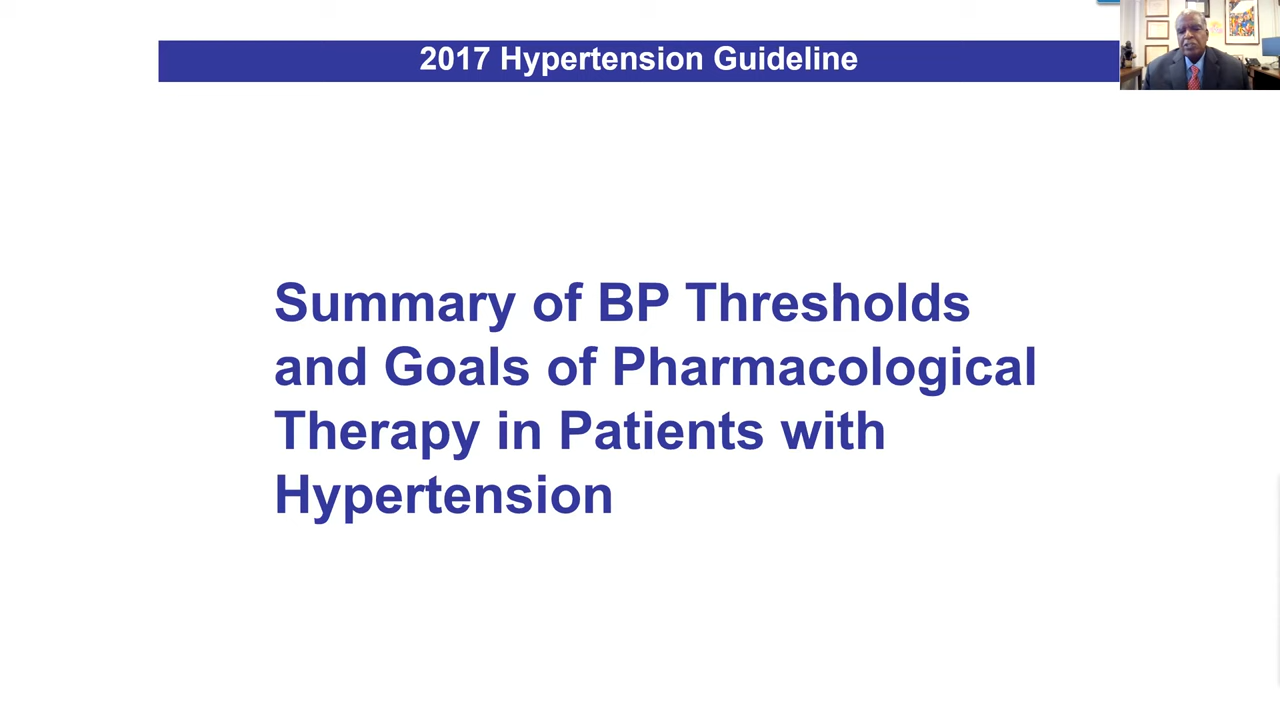 2017 Hypertension Guideline
Summary of BP Thresholds
and Goals of Pharmacological
Therapy in Patients with
Hypertension